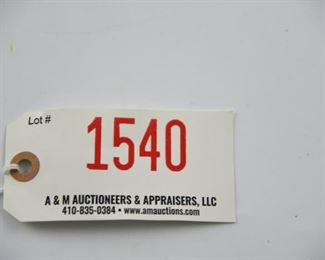 Lot #
1540
A & M AUCTIONEERS & APPRAISERS, LLC
410-835-0384 • www.amauctions.com